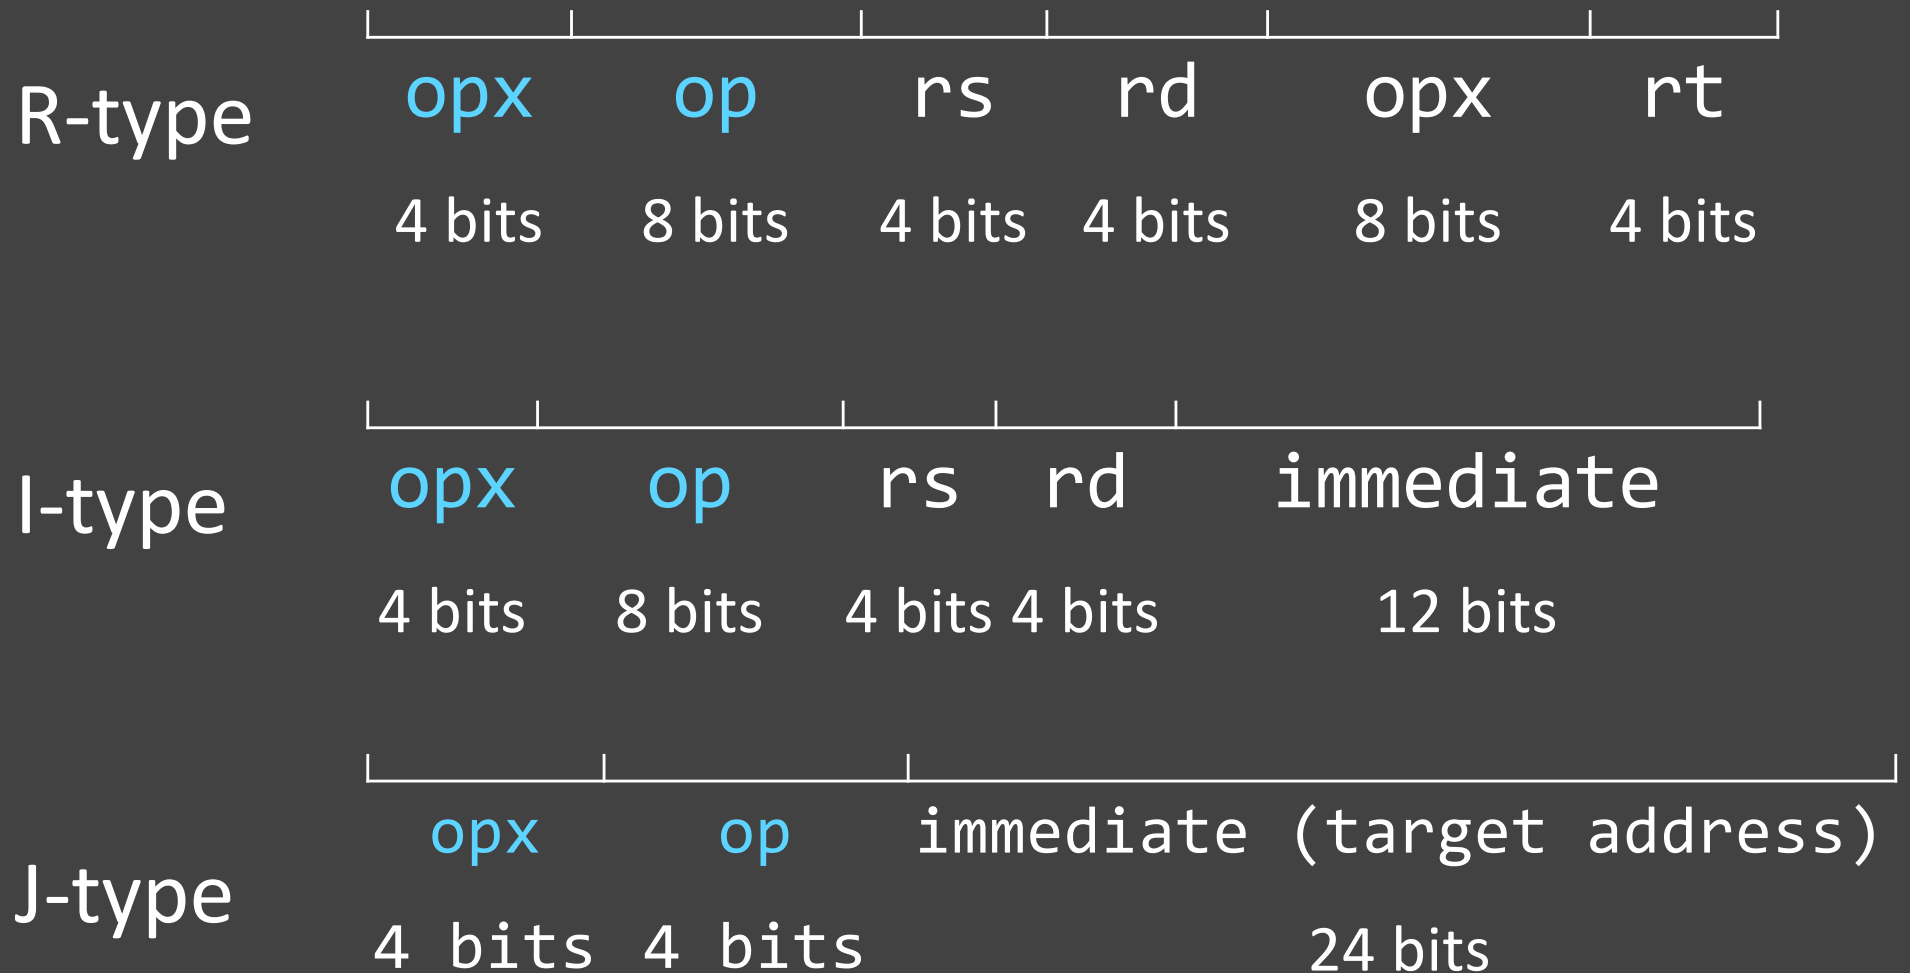 R-type opx op rs rd opx rt
4 bits 8 bits 4 bits 4 bits 8 bits 4 bits
I-type opx op rs rd immediate
4 bits 8 bits 4 bits 4 bits 12 bits
J-type opx op immediate (target address)
4 bits 4 bits 24 bits